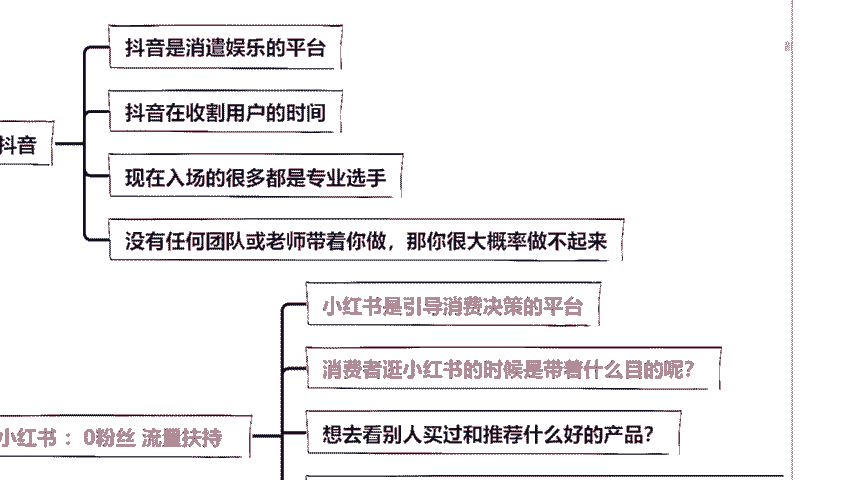 抖音是消遣娱乐的平台
抖音在收割用户的时间
抖音
现在入场的很多都是专业选手
没有任何团队或老师带着你做，那你很大概率做不起来
小红书是引导消费决策的平台
消费者逛小红书的时候是带着什么目的呢？
小红书：0粉丝 流量扶持
想去看别人买过和推荐什么好的产品？